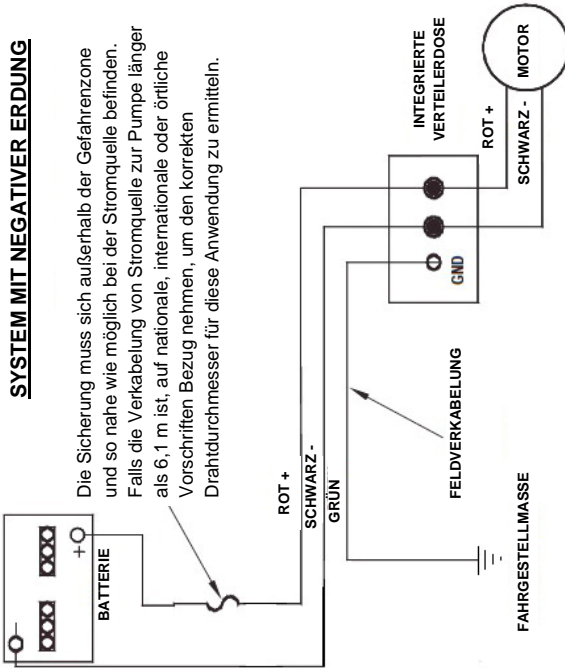 SYSTEM MIT NEGATIVER ERDUNG
Die Sicherung muss sich außerhalb der Gefahrenzone
und so nahe wie möglich bei der Stromquelle befinden.
Falls die Verkabelung von Stromquelle zur Pumpe länger
als 6,1 m ist, auf nationale, internationale oder örtliche
Vorschriften Bezug nehmen, um den korrekten
Drahtdurchmesser für diese Anwendung zu ermitteln.
-
+
BATTERIE
ROT +
SCHWARZ -
GRÜN
FELDVERKABELUNG
FAHRGESTELLMASSE
INTEGRIERTE
VERTEILERDOSE
GND
ROT +
SCHWARZ -
MOTOR